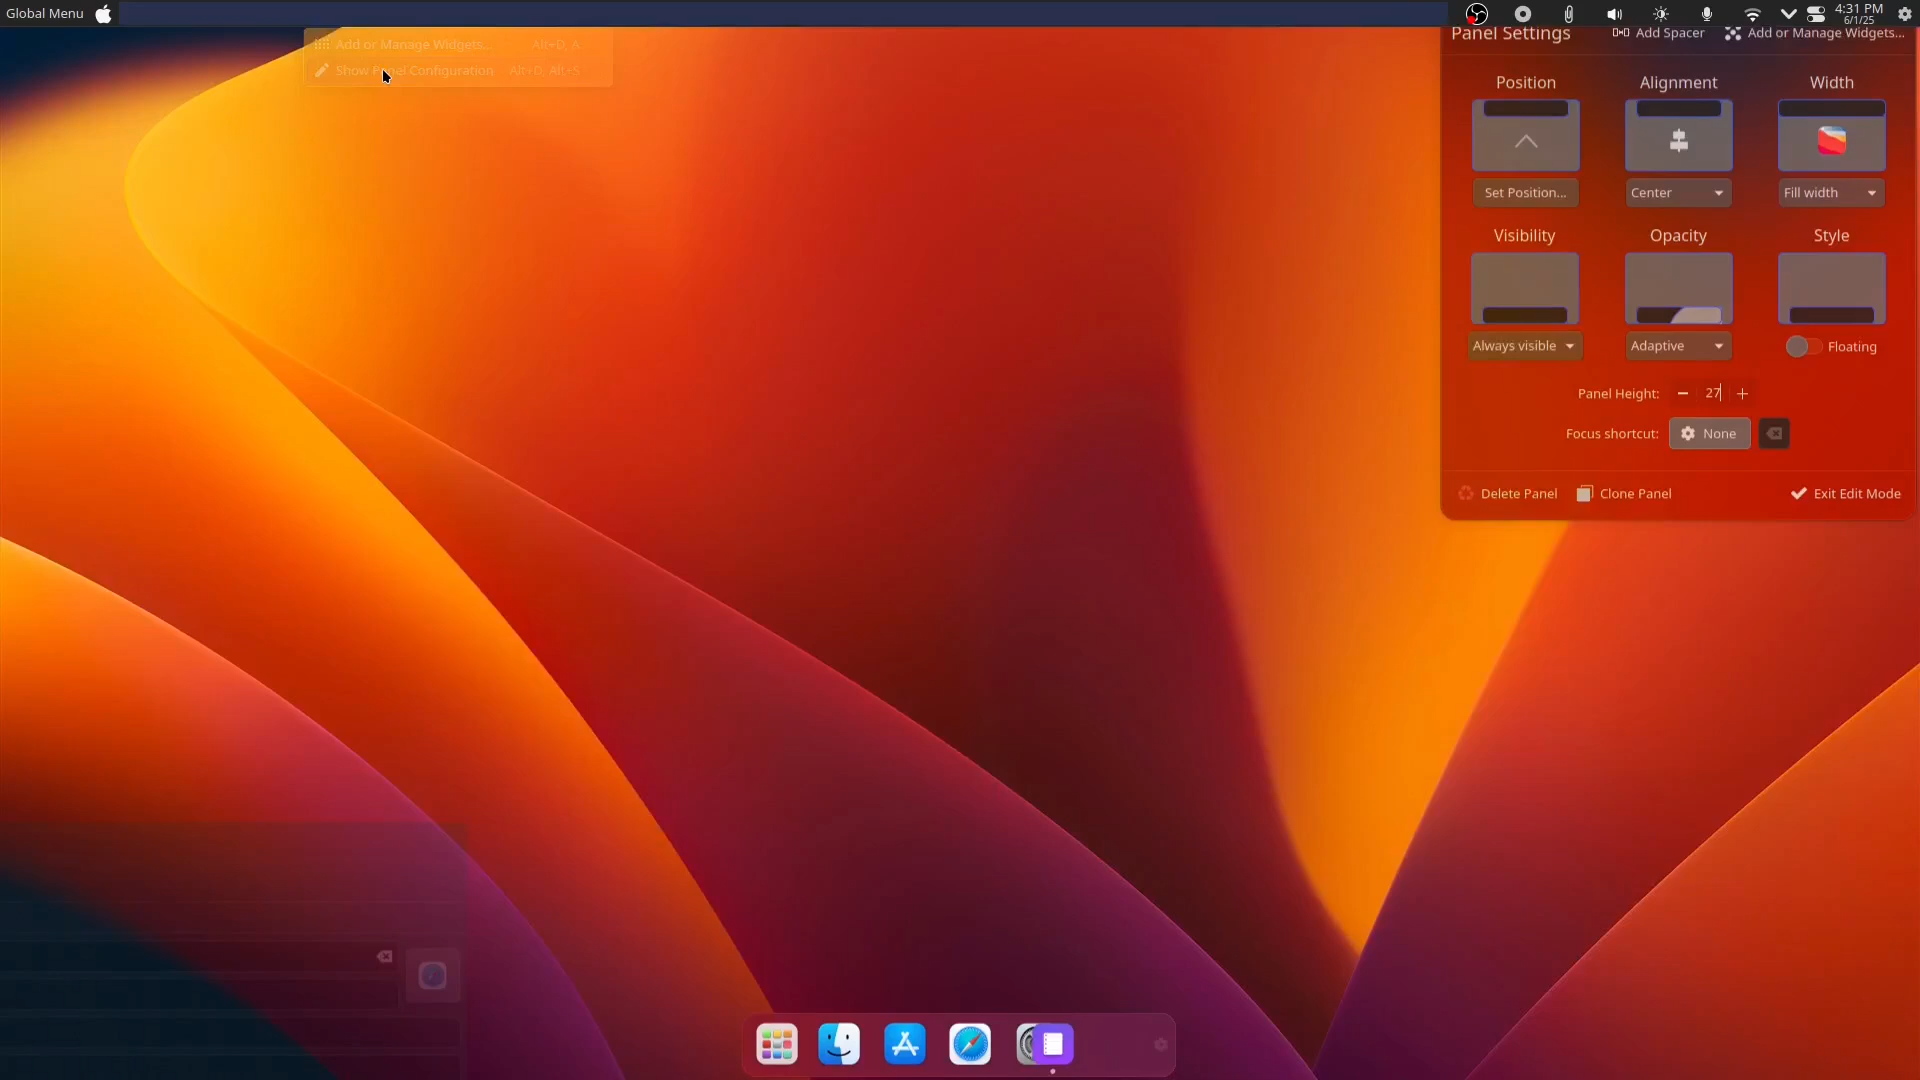 Global Menu
4:31 PM
6/1/25
Add or Manage Widgets... Alt+D, A
Show Panel Configuration Alt+D, Alt+S
Panel Settings Add Spacer Add or Manage Widgets...
Position Alignment Width
Set Position... Center Fill width
Visibility Opacity Style
Always visible Adaptive Floating
Panel Height: − 27 +
Focus shortcut: None
Delete Panel Clone Panel Exit Edit Mode